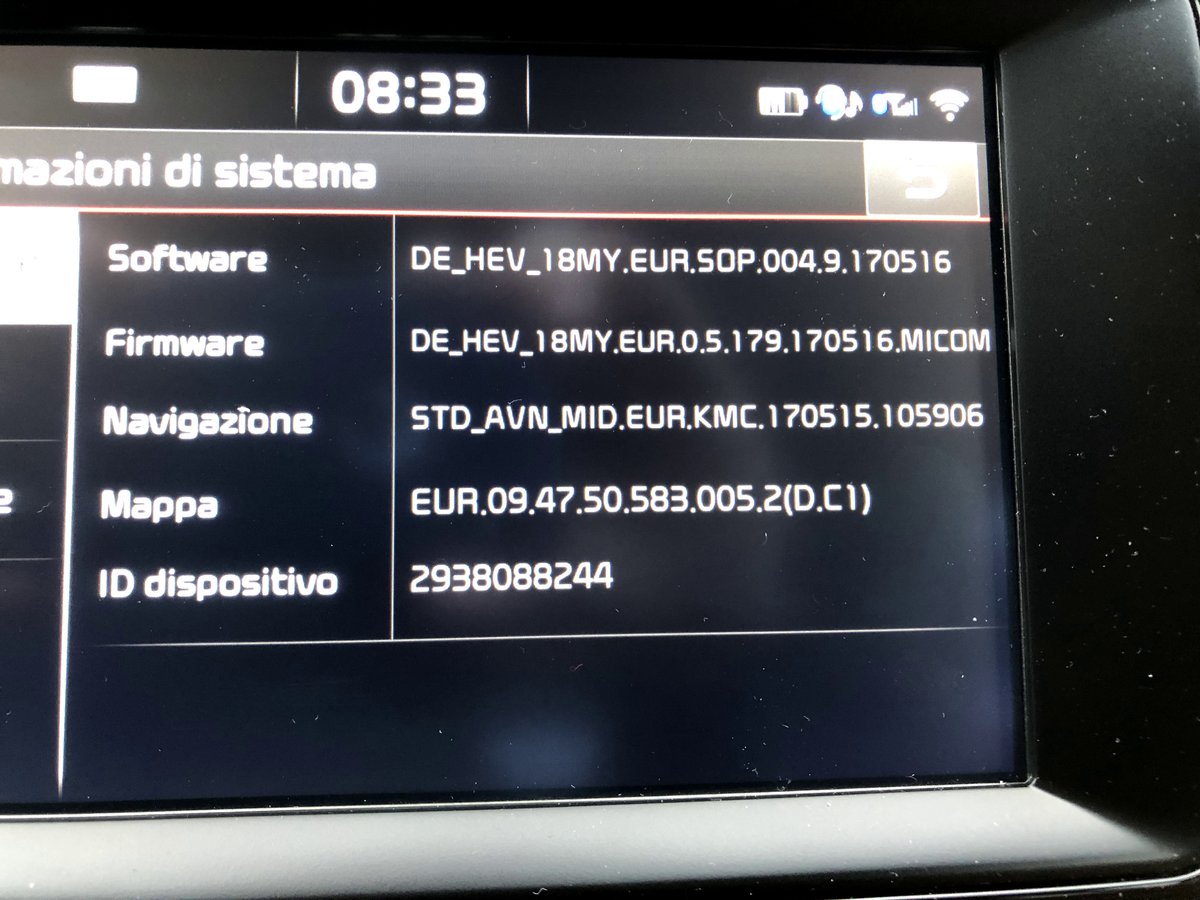 08:33
mazioni di sistema
Software DE_HEV_18MY.EUR.SOP.004.9.170516
Firmware DE_HEV_18MY.EUR.0.5.179.170516.MICOM
Navigazione STD_AVN_MID.EUR.KMC.170515.105906
Mappa EUR.09.47.50.583.005.2(D.C1)
e
ID dispositivo 2938088244